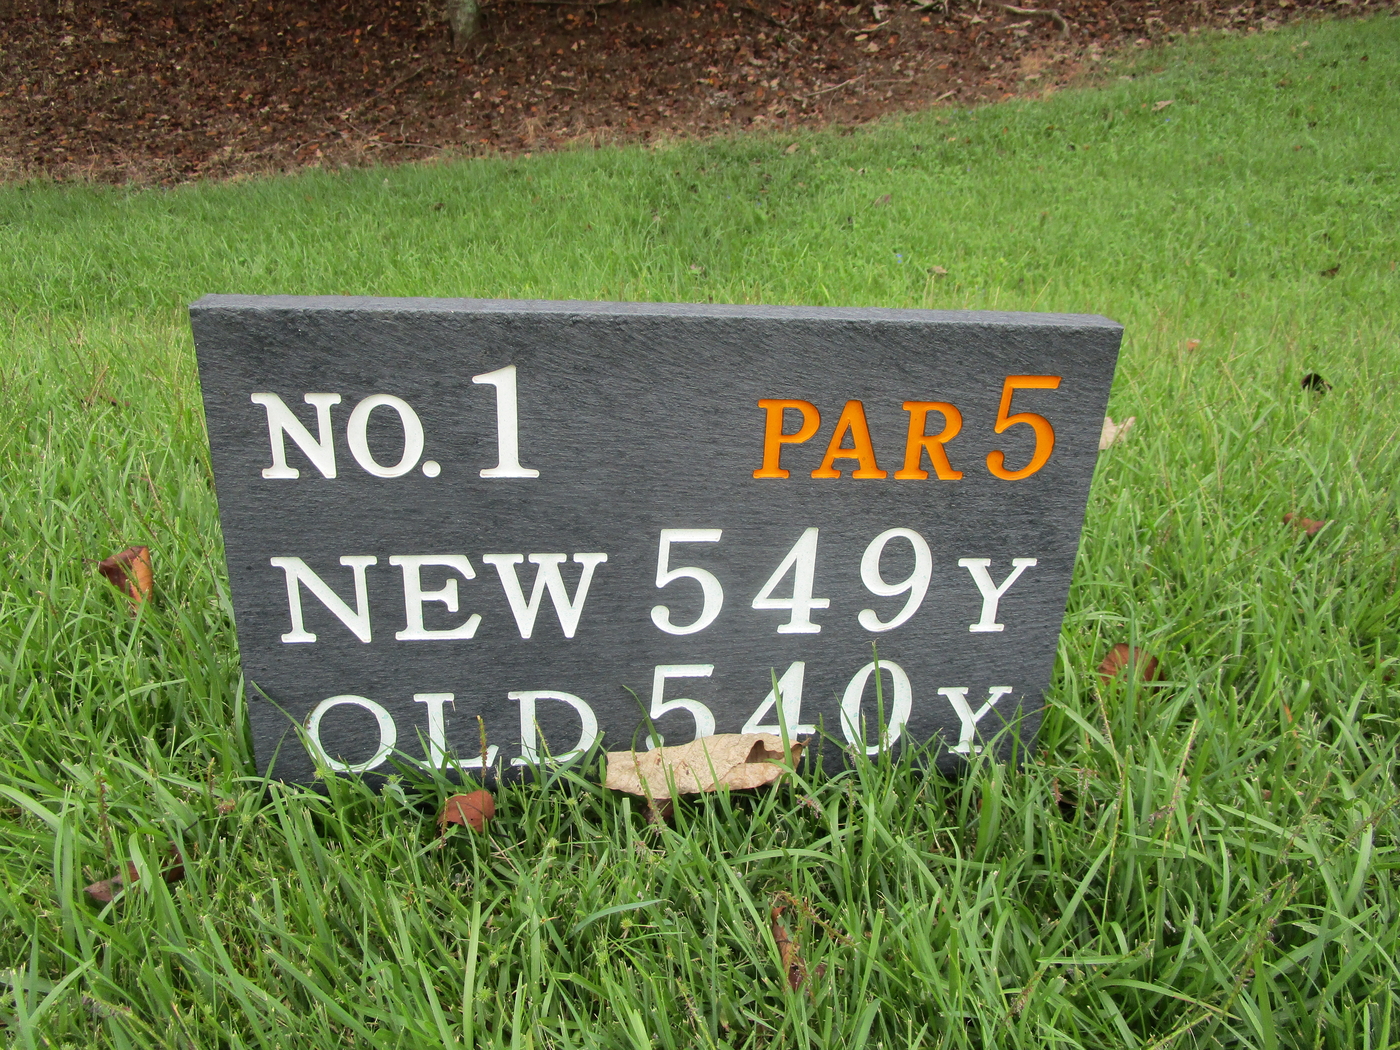 NO. 1 PAR 5
NEW 549 Y
OLD 540 Y